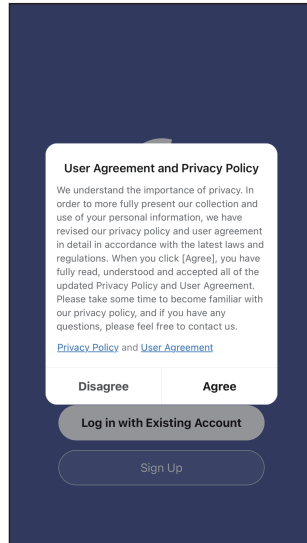 User Agreement and Privacy Policy
We understand the importance of privacy. In
order to more fully present our collection and
use of your personal information, we have
revised our privacy policy and user agreement
in detail in accordance with the latest laws and
regulations. When you click [Agree], you have
fully read, understood and accepted all of the
updated Privacy Policy and User Agreement.
Please take some time to become familiar with
our privacy policy, and if you have any
questions, please feel free to contact us.
Privacy Policy and User Agreement
Disagree Agree
Log in with Existing Account
Sign Up